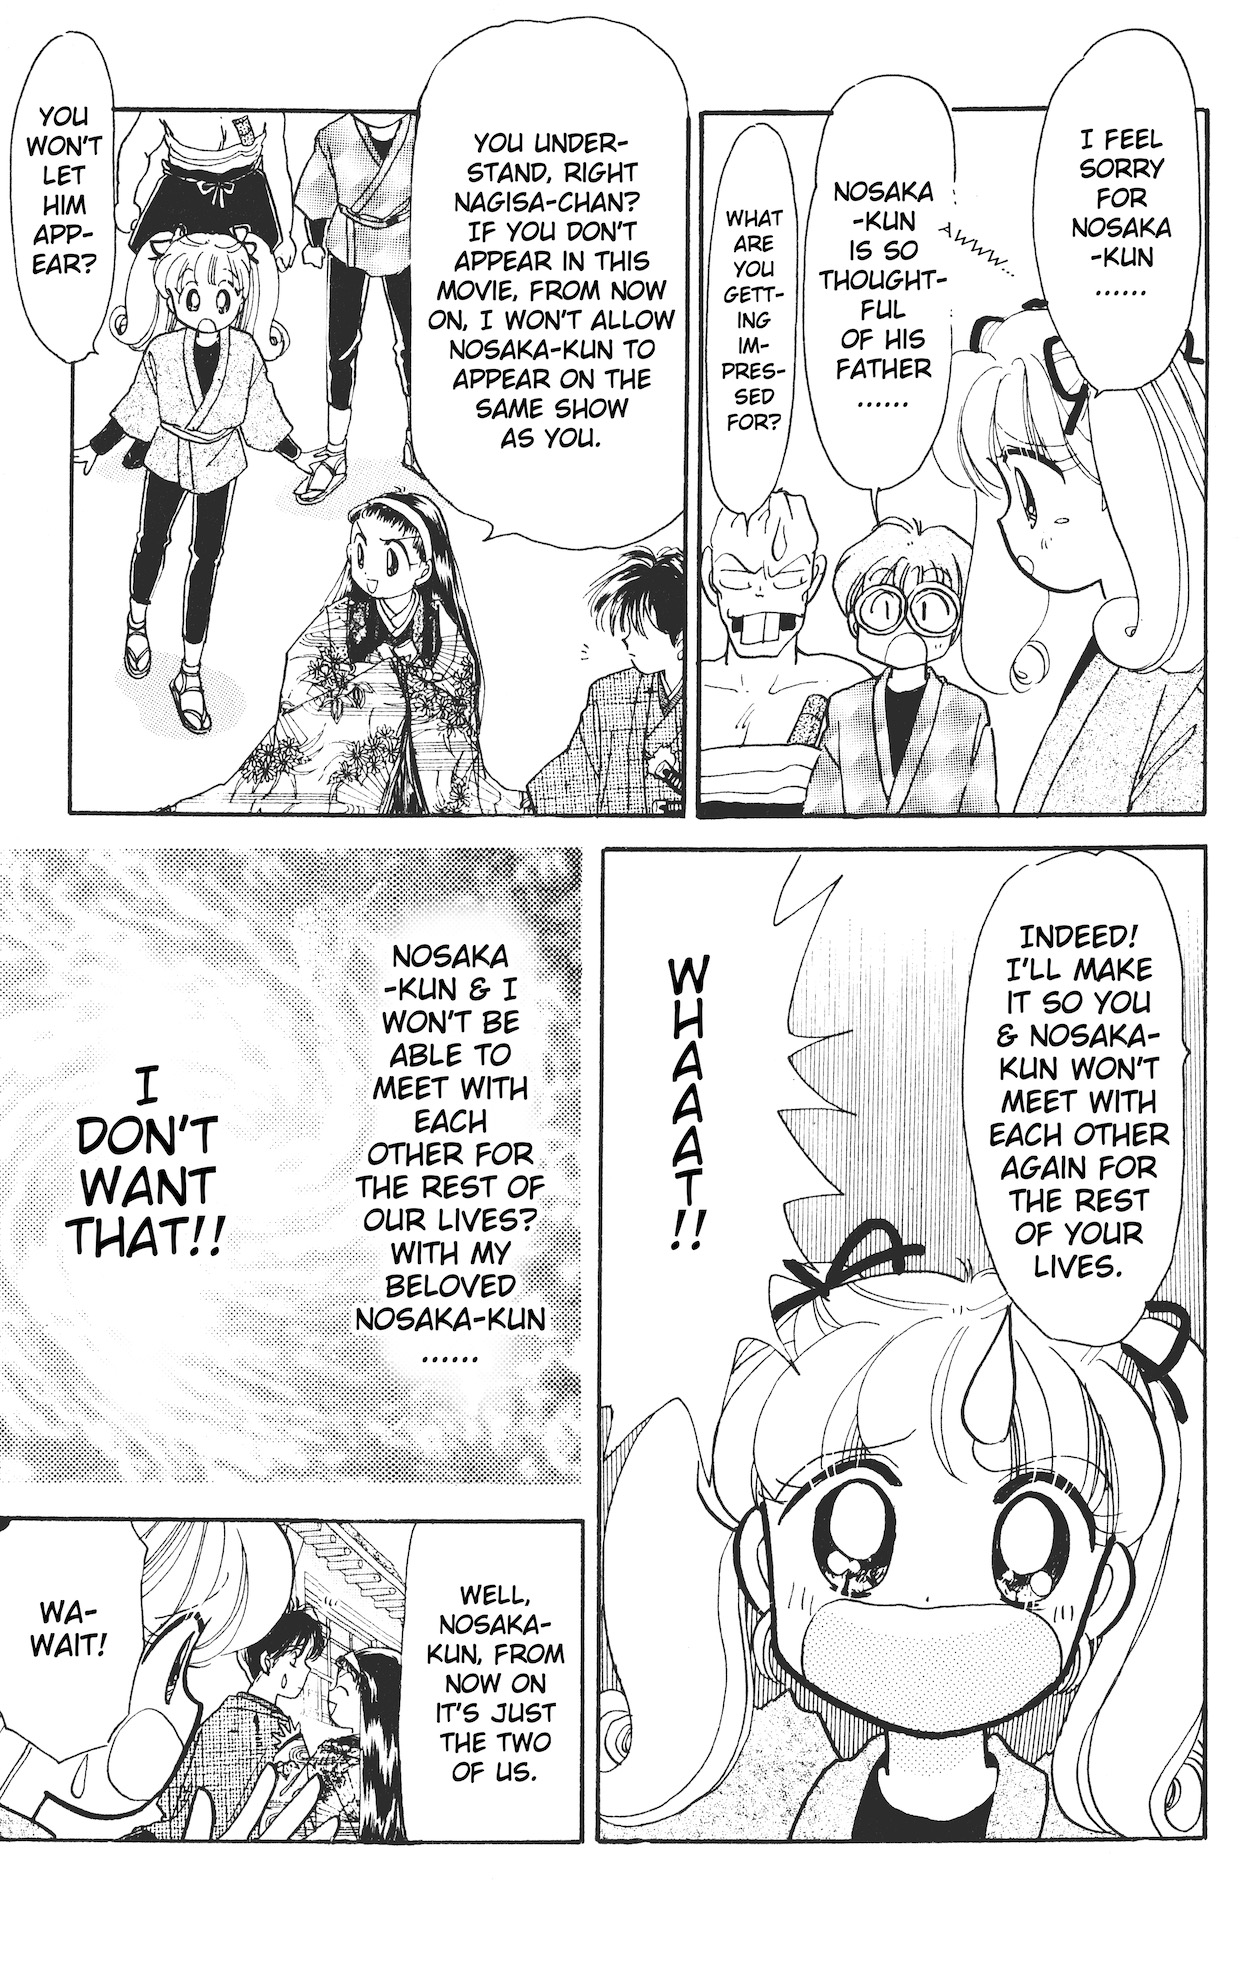 I FEEL
SORRY
FOR
NOSAKA
-KUN
......
AWWW...
NOSAKA
-KUN
IS SO
THOUGHT-
FUL
OF HIS
FATHER
......
WHAT
ARE
YOU
GETT-
ING
IM-
PRES-
SED
FOR?
YOU UNDER-
STAND, RIGHT
NAGISA-CHAN?
IF YOU DON'T
APPEAR IN THIS
MOVIE, FROM NOW
ON, I WON'T ALLOW
NOSAKA-KUN TO
APPEAR ON THE
SAME SHOW
AS YOU.
YOU
WON'T
LET
HIM
APP-
EAR?
INDEED!
I'LL MAKE
IT SO YOU
& NOSAKA-
KUN WON'T
MEET WITH
EACH OTHER
AGAIN FOR
THE REST
OF YOUR
LIVES.
WHAAAT!!
NOSAKA
-KUN & I
WON'T BE
ABLE TO
MEET WITH
EACH
OTHER FOR
THE REST OF
OUR LIVES?
WITH MY
BELOVED
NOSAKA-KUN
......
I
DON'T
WANT
THAT!!
WELL,
NOSAKA-
KUN, FROM
NOW ON
IT'S JUST
THE TWO
OF US.
WA-
WAIT!